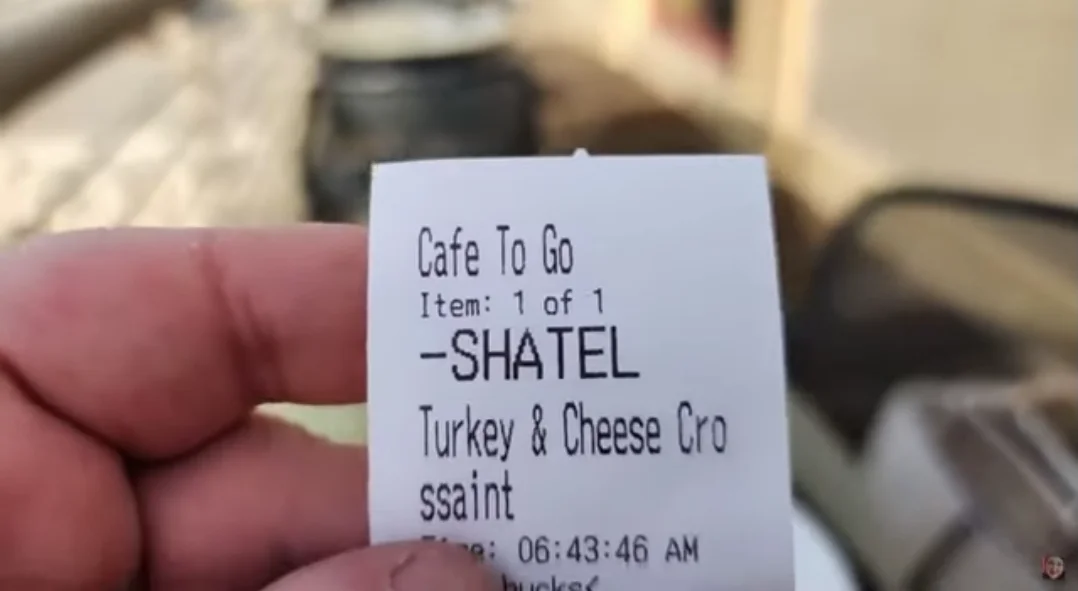 Cafe To Go
Item: 1 of 1
-SHATEL
Turkey & Cheese Cro
ssaint
06:43:46 AM